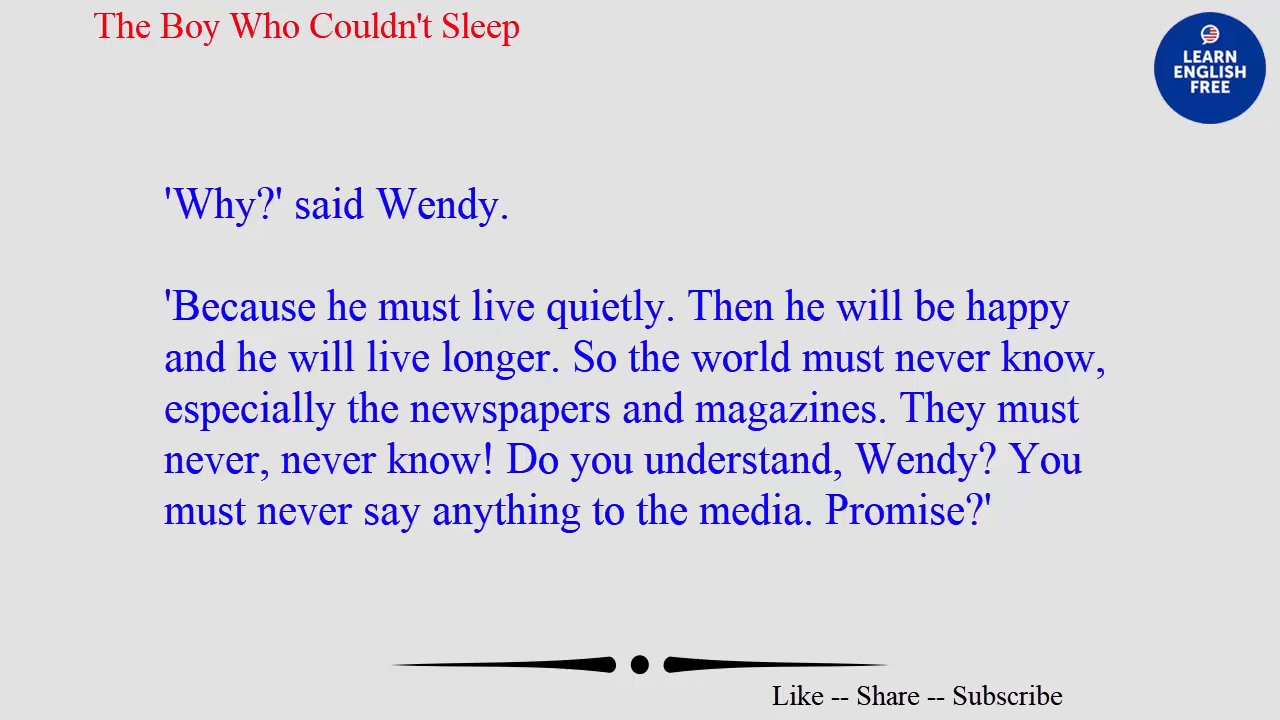 The Boy Who Couldn't Sleep
LEARN
ENGLISH
FREE
'Why?' said Wendy.
'Because he must live quietly. Then he will be happy
and he will live longer. So the world must never know,
especially the newspapers and magazines. They must
never, never know! Do you understand, Wendy? You
must never say anything to the media. Promise?'
Like -- Share -- Subscribe